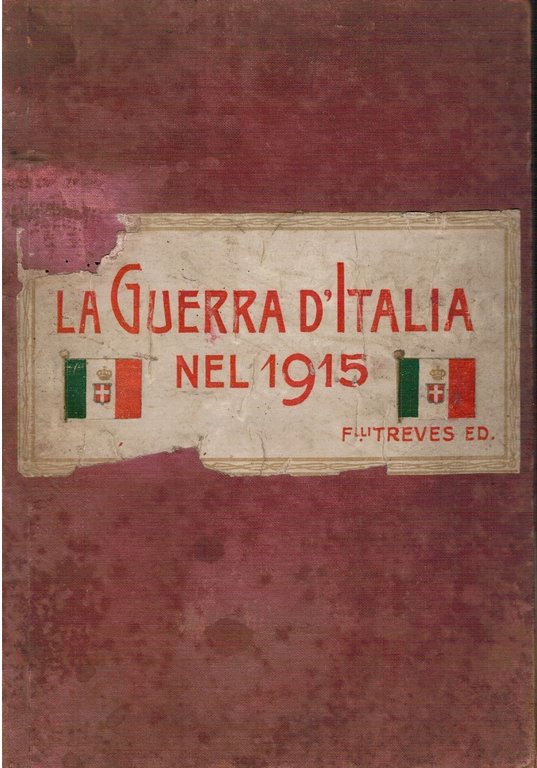 LA GUERRA D'ITALIA
NEL 1915
F.LLI TREVES ED.